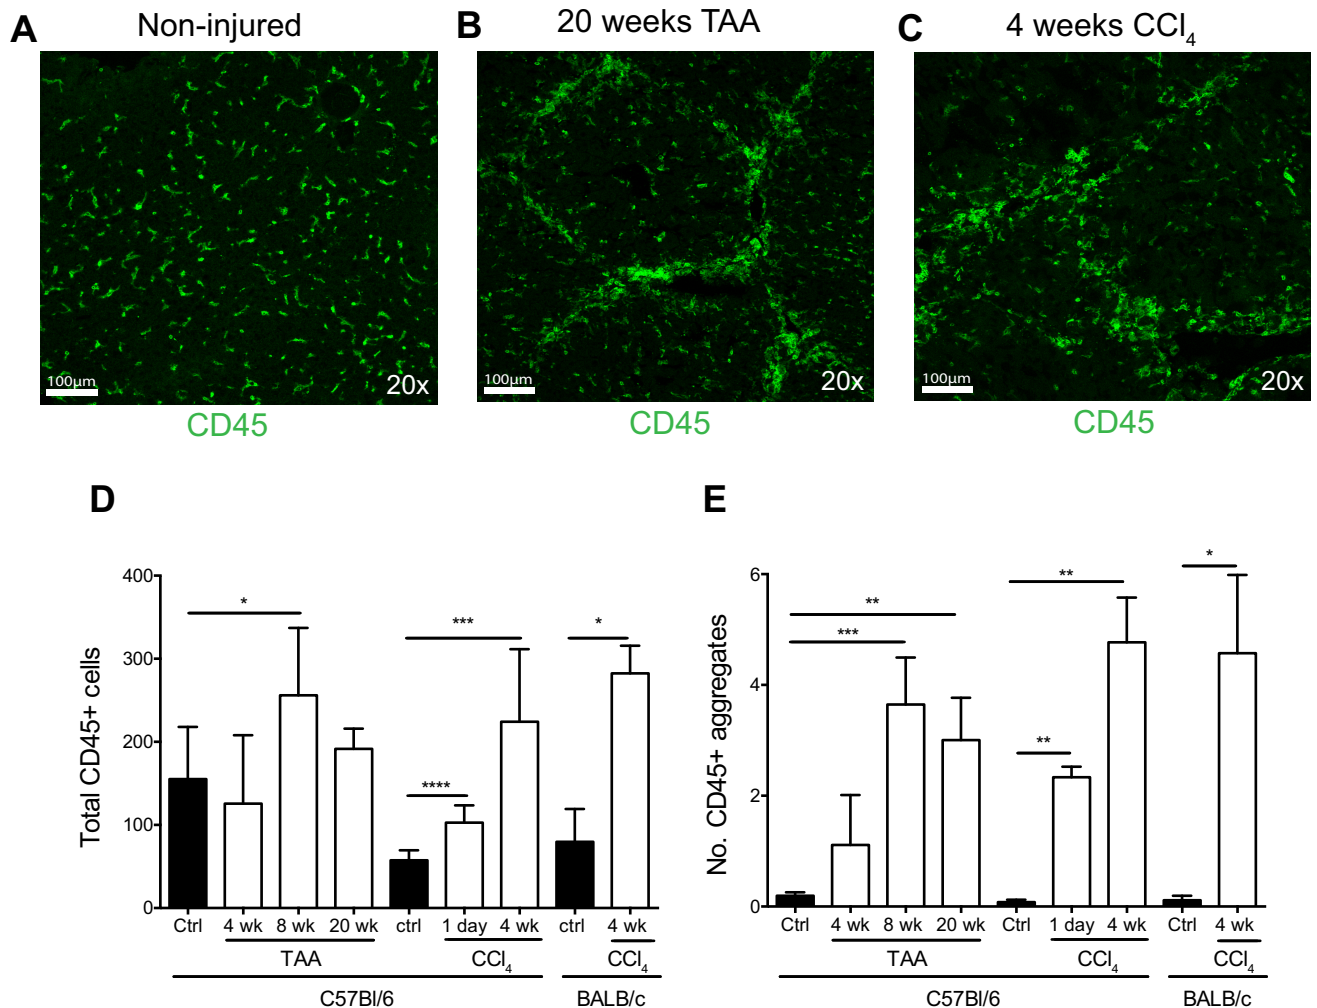 A Non-injured
B 20 weeks TAA
C 4 weeks CCl4
100µm 20x
100µm 20x
100µm 20x
CD45 CD45 CD45
D
Total CD45+ cells
400
300
200
100
0
* *** * ****
Ctrl 4 wk 8 wk 20 wk ctrl 1 day 4 wk ctrl 4 wk
TAA CCl4 CCl4
C57Bl/6 BALB/c
E
No. CD45+ aggregates
6
4
2
0
** *** ** ** *
Ctrl 4 wk 8 wk 20 wk Ctrl 1 day 4 wk Ctrl 4 wk
TAA CCl4 CCl4
C57Bl/6 BALB/c